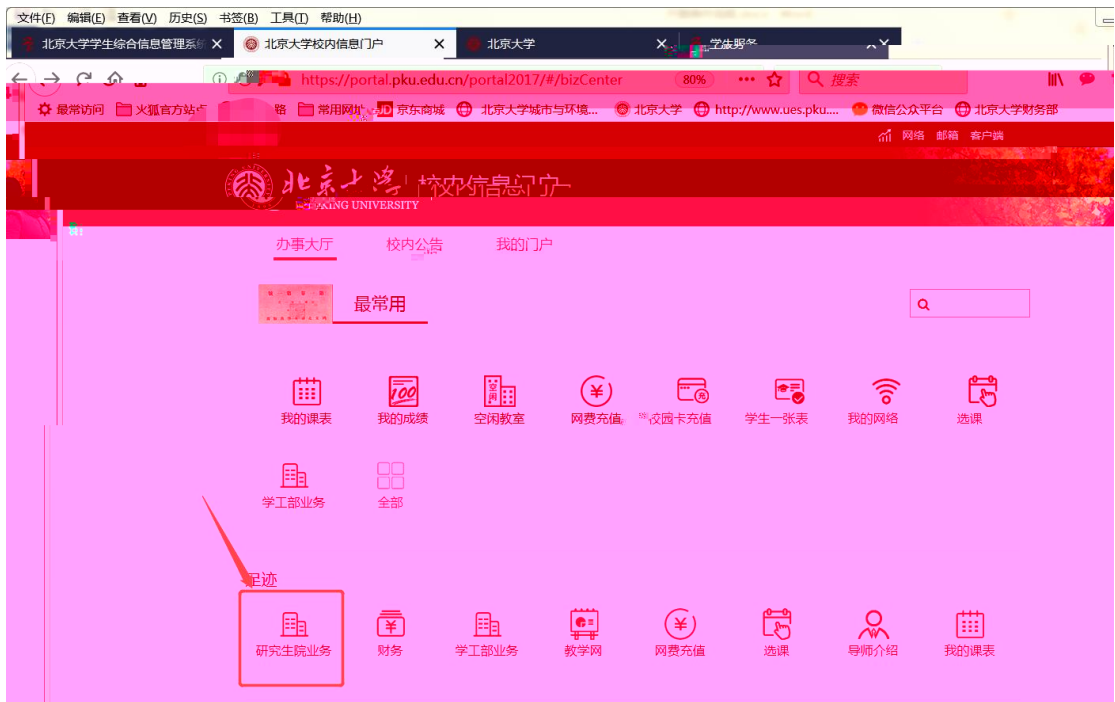 文件(F) 编辑(E) 查看(V) 历史(S) 书签(B) 工具(T) 帮助(H)
北京大学学生综合信息管理系统 北京大学校内信息门户 北京大学 学生服务
https://portal.pku.edu.cn/portal2017/#/bizCenter 80% 搜索
最常访问 火狐官方站点 常用网址 JD 京东商城 北京大学城市与环境... 北京大学 http://www.ues.pku.... 微信公众平台 北京大学财务部
网络 邮箱 客户端
北京大学 校内信息门户
PEKING UNIVERSITY
办事大厅 校内公告 我的门户
最常用
我的课表 我的成绩 空闲教室 网费充值 校园卡充值 学生一张表 我的网络 选课
学工部业务 全部
足迹
研究生院业务 财务 学工部业务 教学网 网费充值 选课 导师介绍 我的课表